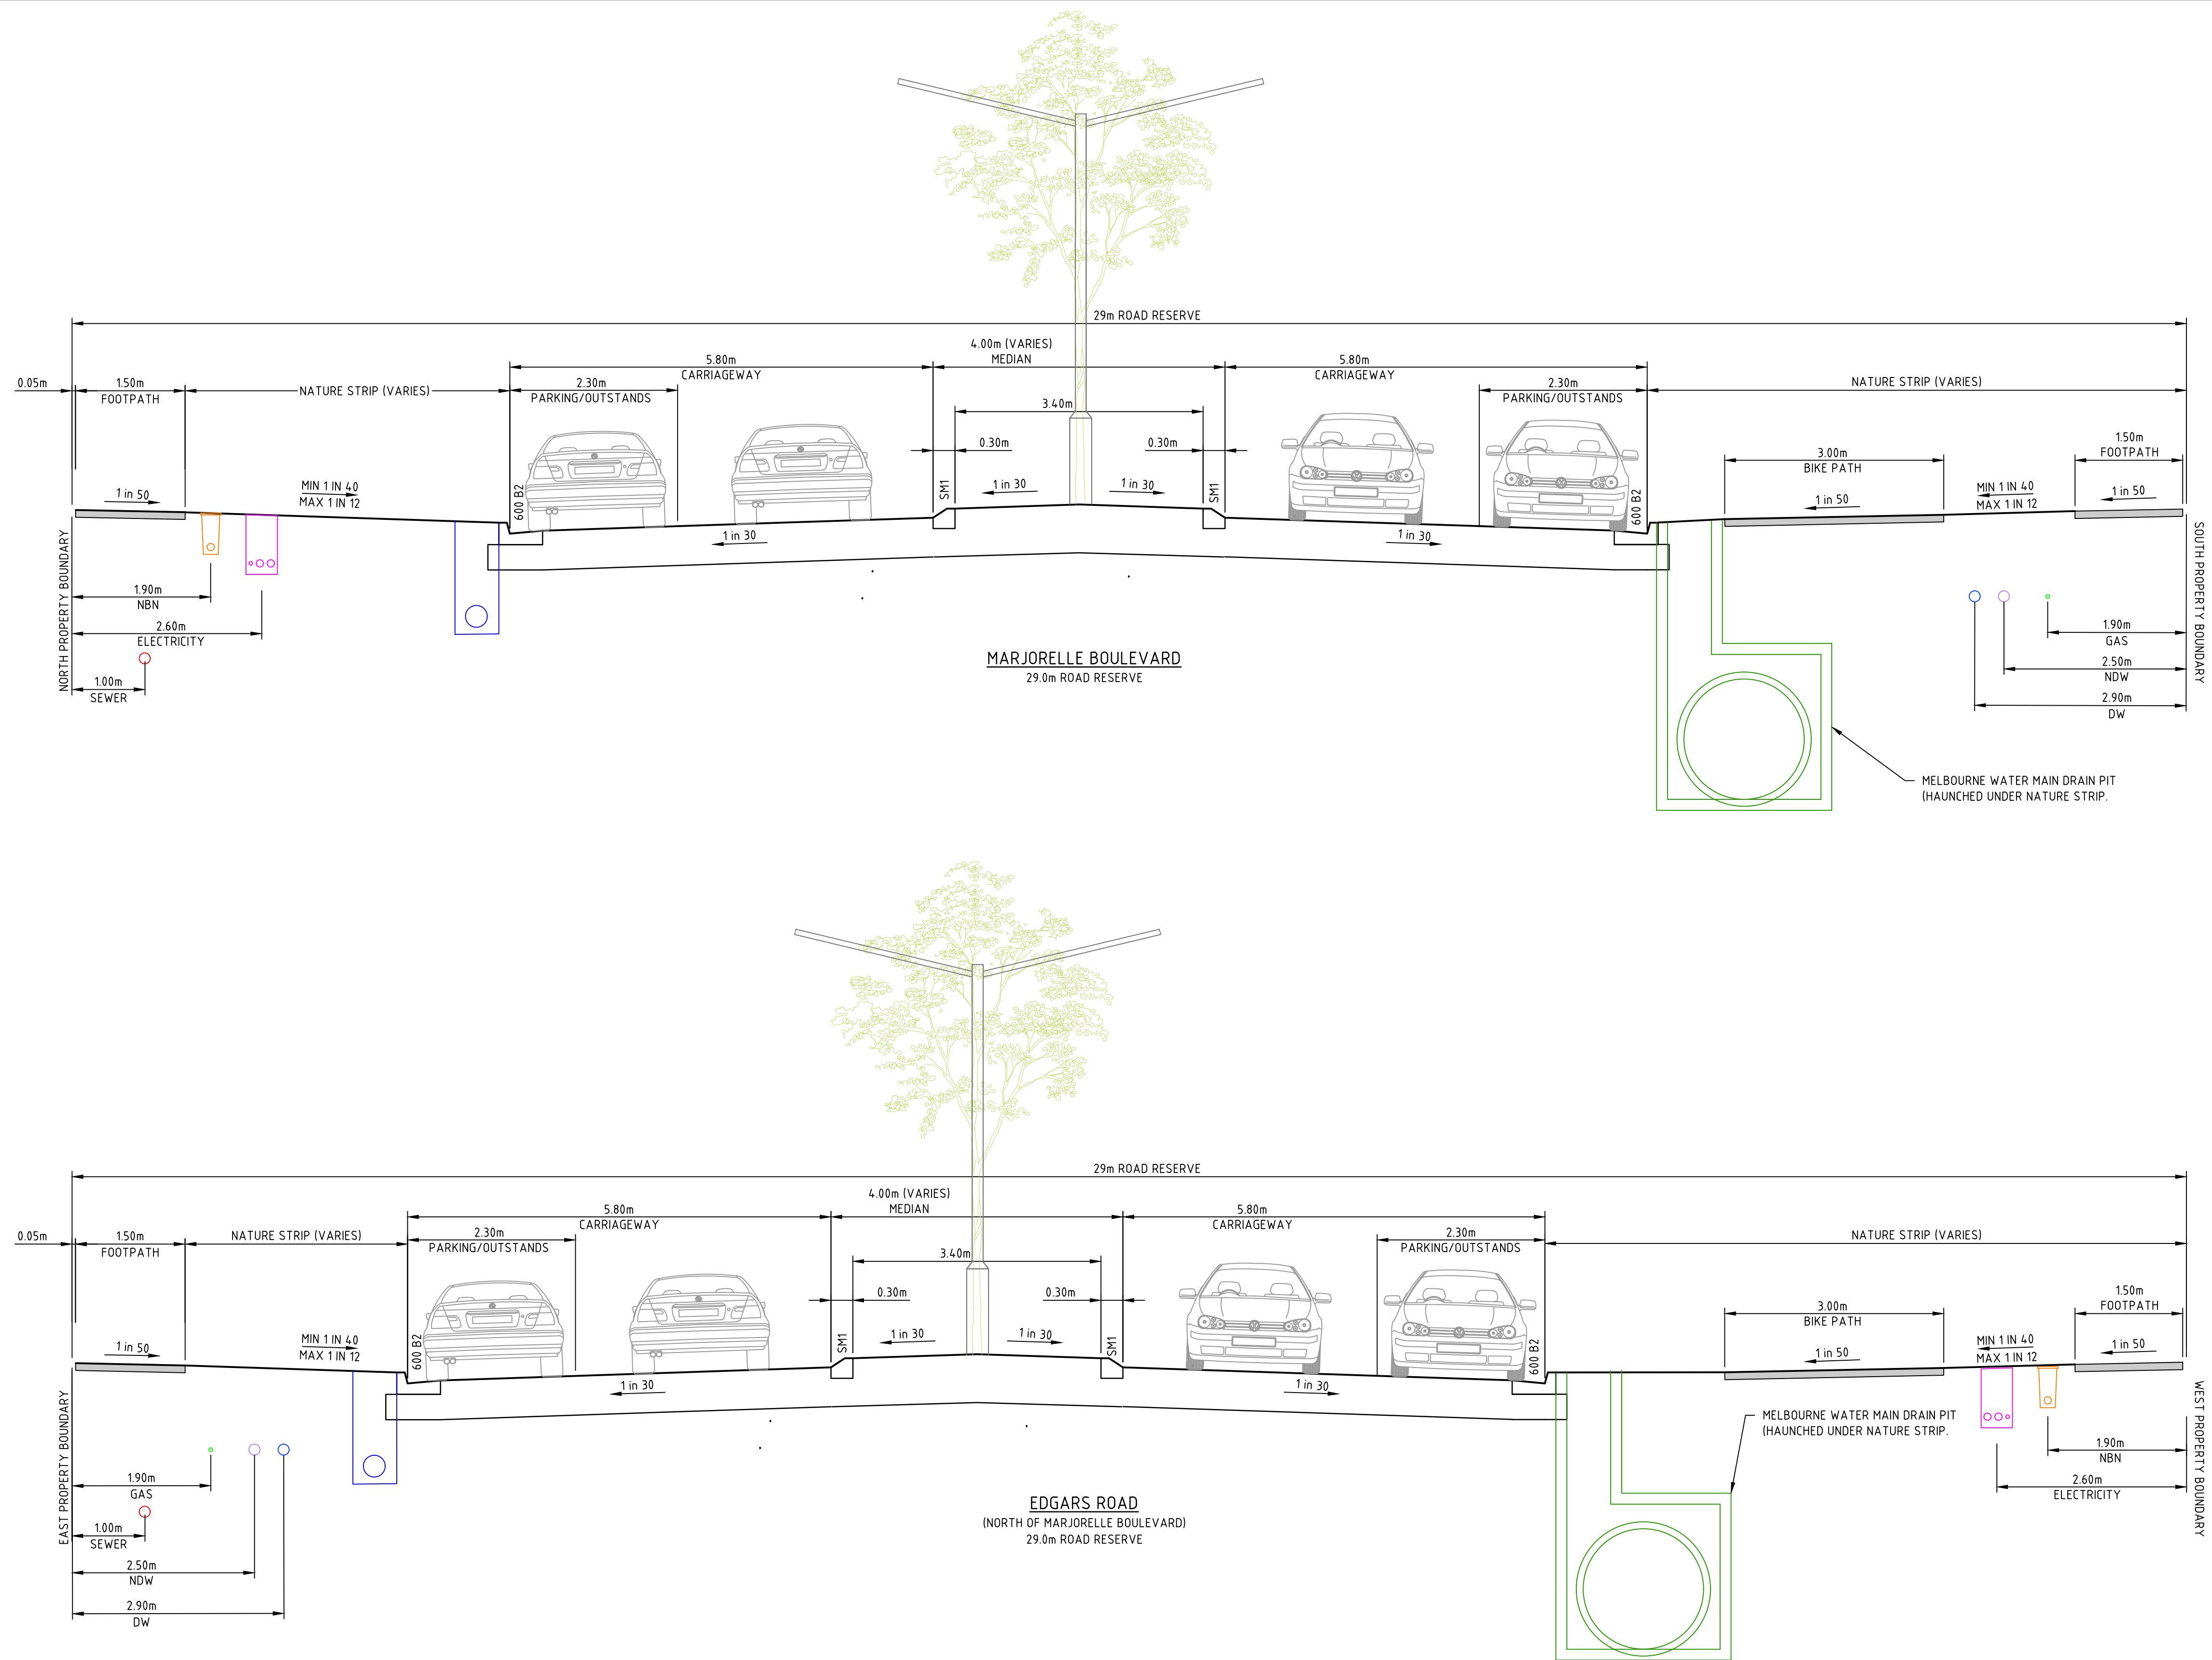 29m ROAD RESERVE
4.00m (VARIES)
MEDIAN
5.80m
CARRIAGEWAY
5.80m
CARRIAGEWAY
0.05m
1.50m
FOOTPATH
NATURE STRIP (VARIES)
2.30m
PARKING/OUTSTANDS
2.30m
PARKING/OUTSTANDS
NATURE STRIP (VARIES)
3.40m
0.30m
0.30m
1.50m
FOOTPATH
3.00m
BIKE PATH
1 in 50
MIN 1 IN 40
MAX 1 IN 12
600 B2
SM1
1 in 30
1 in 30
SM1
600 B2
1 in 50
MIN 1 IN 40
MAX 1 IN 12
1 in 50
1 in 30
1 in 30
NORTH PROPERTY BOUNDARY
SOUTH PROPERTY BOUNDARY
1.90m
NBN
2.60m
ELECTRICITY
1.00m
SEWER
1.90m
GAS
2.50m
NDW
2.90m
DW
MARJORELLE BOULEVARD
29.0m ROAD RESERVE
MELBOURNE WATER MAIN DRAIN PIT
(HAUNCHED UNDER NATURE STRIP.
29m ROAD RESERVE
4.00m (VARIES)
MEDIAN
5.80m
CARRIAGEWAY
5.80m
CARRIAGEWAY
0.05m
1.50m
FOOTPATH
NATURE STRIP (VARIES)
2.30m
PARKING/OUTSTANDS
2.30m
PARKING/OUTSTANDS
NATURE STRIP (VARIES)
3.40m
0.30m
0.30m
1.50m
FOOTPATH
3.00m
BIKE PATH
1 in 50
MIN 1 IN 40
MAX 1 IN 12
600 B2
SM1
1 in 30
1 in 30
SM1
600 B2
1 in 50
MIN 1 IN 40
MAX 1 IN 12
1 in 50
1 in 30
1 in 30
EAST PROPERTY BOUNDARY
WEST PROPERTY BOUNDARY
MELBOURNE WATER MAIN DRAIN PIT
(HAUNCHED UNDER NATURE STRIP.
1.90m
GAS
1.00m
SEWER
2.50m
NDW
2.90m
DW
1.90m
NBN
2.60m
ELECTRICITY
EDGARS ROAD
(NORTH OF MARJORELLE BOULEVARD)
29.0m ROAD RESERVE